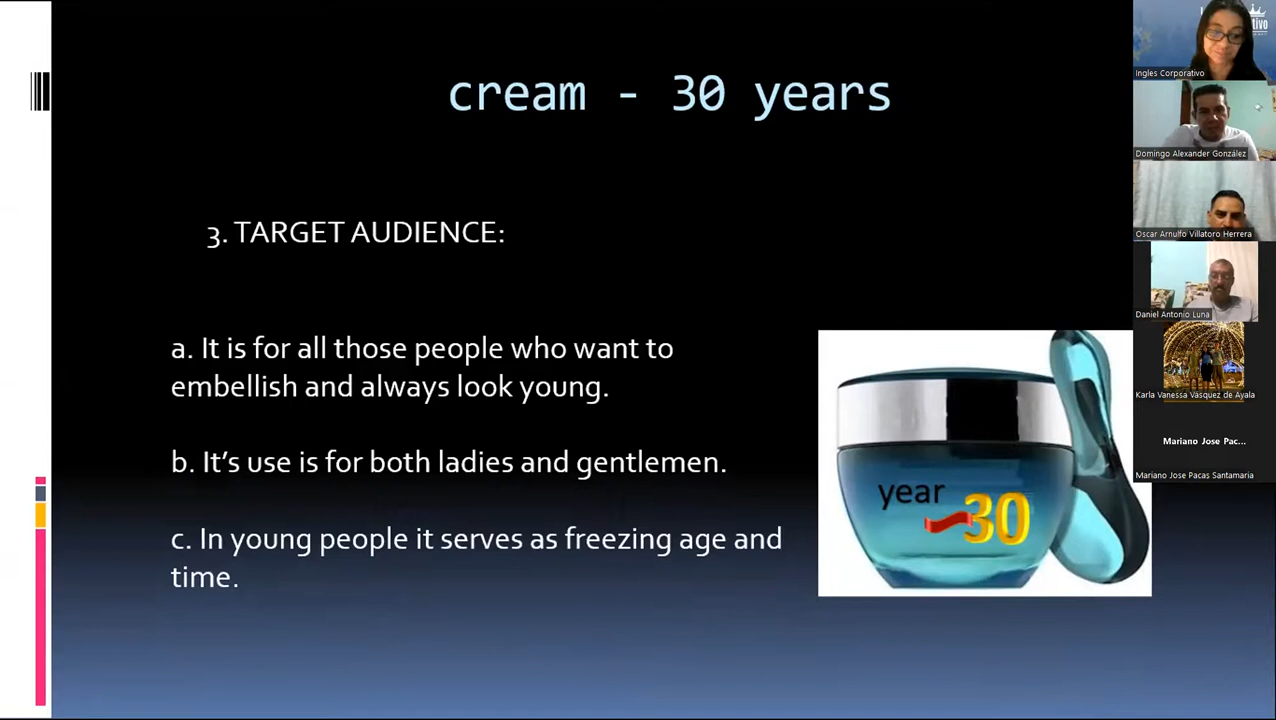 cream - 30 years
3. TARGET AUDIENCE:
a. It is for all those people who want to
embellish and always look young.
b. It’s use is for both ladies and gentlemen.
c. In young people it serves as freezing age and
time.
year
30
Ingles Corporativo
Domingo Alexander González
Oscar Arnulfo Villatoro Herrera
Daniel Antonio Luna
Karla Vanessa Vásquez de Ayala
Mariano Jose Pac...
Mariano Jose Pacas Santamaria